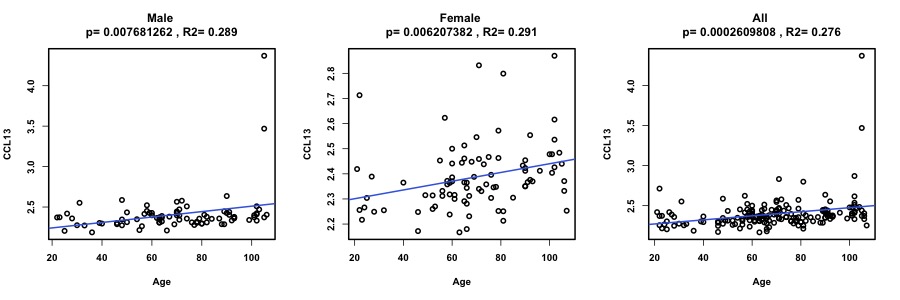 Male
p= 0.007681262 , R2= 0.289
CCL13
4.0
3.5
3.0
2.5
20 40 60 80 100
Age
Female
p= 0.006207382 , R2= 0.291
CCL13
2.8
2.7
2.6
2.5
2.4
2.3
2.2
20 40 60 80 100
Age
All
p= 0.0002609808 , R2= 0.276
CCL13
4.0
3.5
3.0
2.5
20 40 60 80 100
Age